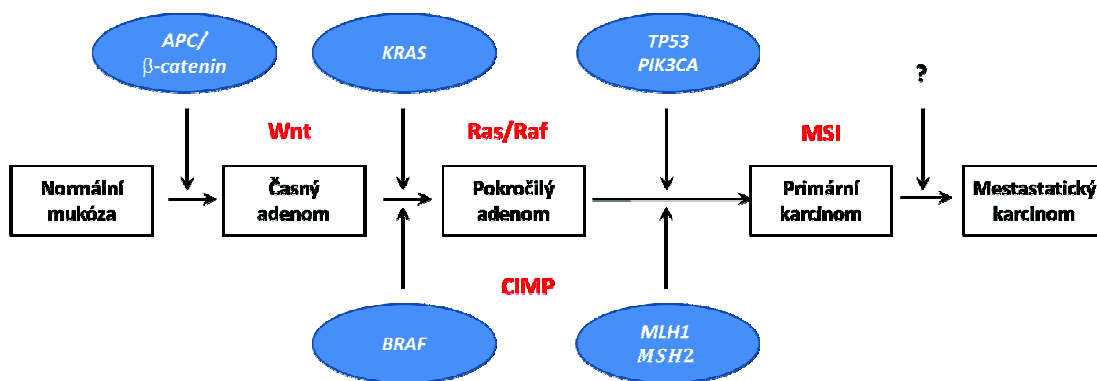 APC/
β-catenin
KRAS
TP53
PIK3CA
?
Wnt
Ras/Raf
MSI
Normální
mukóza
Časný
adenom
Pokročilý
adenom
Primární
karcinom
Mestastatický
karcinom
CIMP
BRAF
MLH1
MSH2